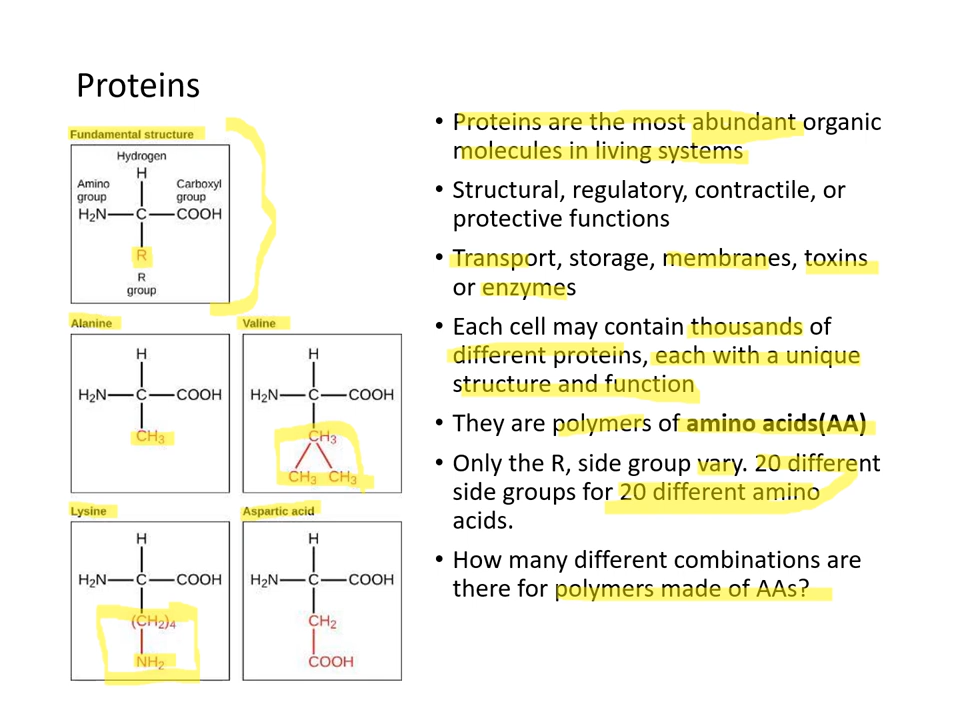 Proteins
Fundamental structure
Hydrogen
H
Amino
group
Carboxyl
group
H₂N—C—COOH
R
R
group
Alanine
H
H₂N—C—COOH
CH₃
Valine
H
H₂N—C—COOH
CH₃
CH₃ CH₃
Lysine
H
H₂N—C—COOH
(CH₂)₄
NH₂
Aspartic acid
H
H₂N—C—COOH
CH₂
COOH
• Proteins are the most abundant organic
molecules in living systems
• Structural, regulatory, contractile, or
protective functions
• Transport, storage, membranes, toxins
or enzymes
• Each cell may contain thousands of
different proteins, each with a unique
structure and function
• They are polymers of amino acids(AA)
• Only the R, side group vary. 20 different
side groups for 20 different amino
acids.
• How many different combinations are
there for polymers made of AAs?